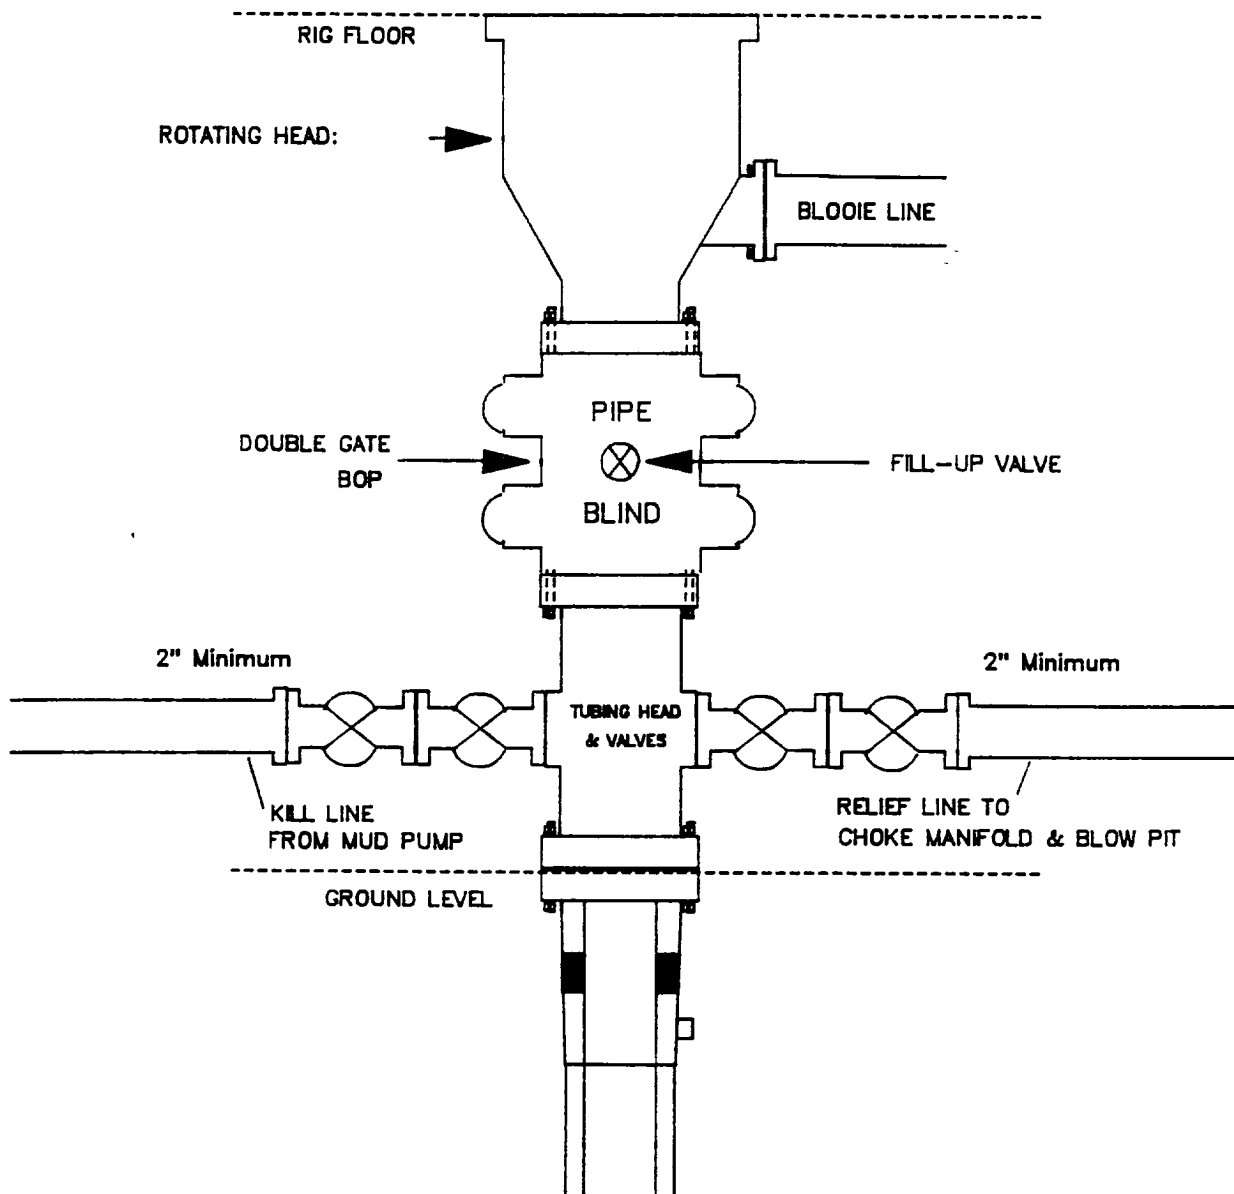 RIG FLOOR
ROTATING HEAD:
BLOOIE LINE
PIPE
DOUBLE GATE
BOP
FILL-UP VALVE
BLIND
2" Minimum
2" Minimum
TUBING HEAD
& VALVES
KILL LINE
FROM MUD PUMP
RELIEF LINE TO
CHOKE MANIFOLD & BLOW PIT
GROUND LEVEL